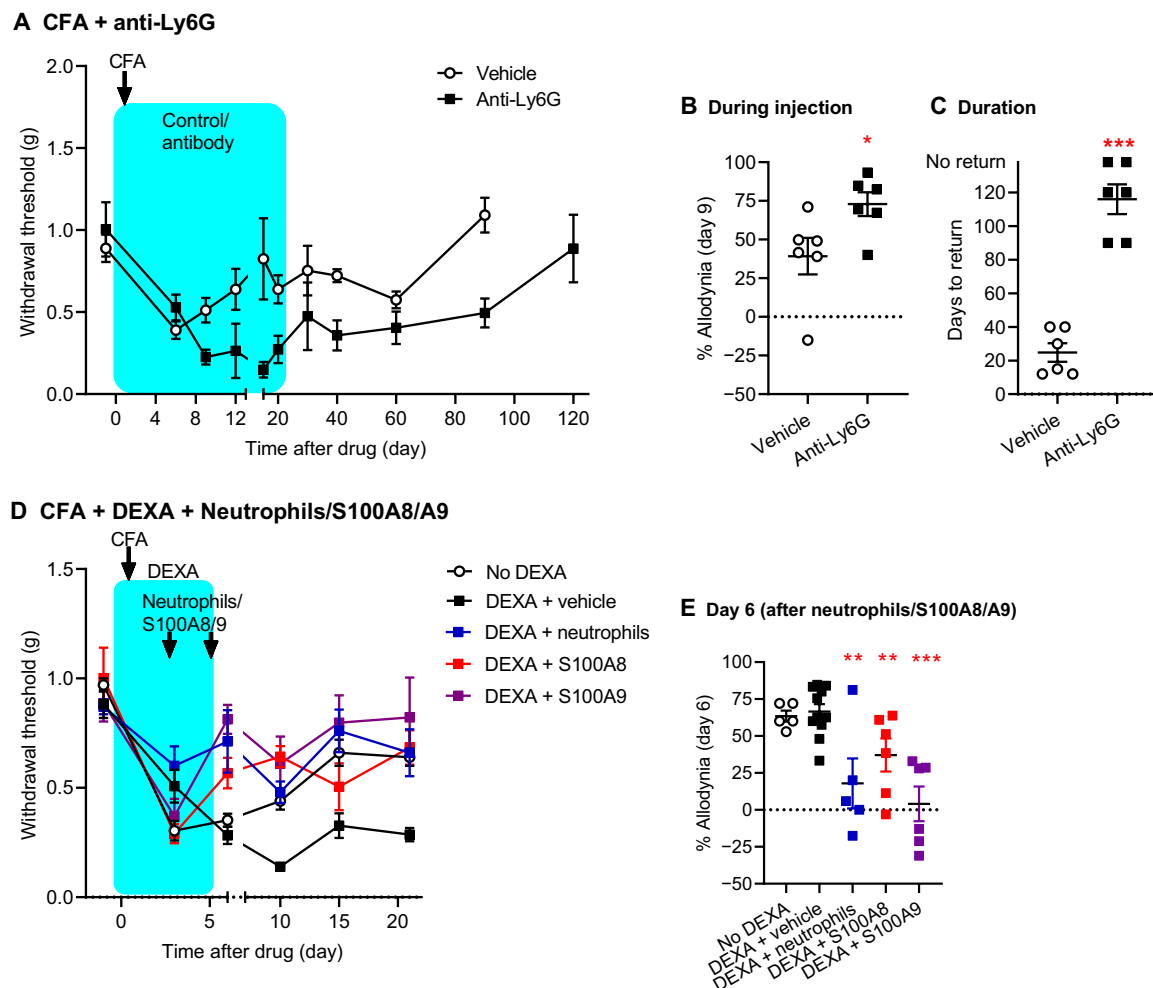 A CFA + anti-Ly6G
CFA
Control/
antibody
Vehicle
Anti-Ly6G
Withdrawal threshold (g)
2.0
1.5
1.0
0.5
0.0
0 4 8 12 20 40 60 80 100 120
Time after drug (day)
B During injection
*
% Allodynia (day 9)
100
75
50
25
0
−25
−50
Vehicle
Anti-Ly6G
C Duration
***
No return
Days to return
120
100
80
60
40
20
0
Vehicle
Anti-Ly6G
D CFA + DEXA + Neutrophils/S100A8/A9
CFA
DEXA
Neutrophils/
S100A8/9
No DEXA
DEXA + vehicle
DEXA + neutrophils
DEXA + S100A8
DEXA + S100A9
Withdrawal threshold (g)
1.5
1.0
0.5
0.0
0 5 10 15 20
Time after drug (day)
E Day 6 (after neutrophils/S100A8/A9)
** ** ***
% Allodynia (day 6)
100
75
50
25
0
−25
−50
No DEXA
DEXA + vehicle
DEXA + neutrophils
DEXA + S100A8
DEXA + S100A9